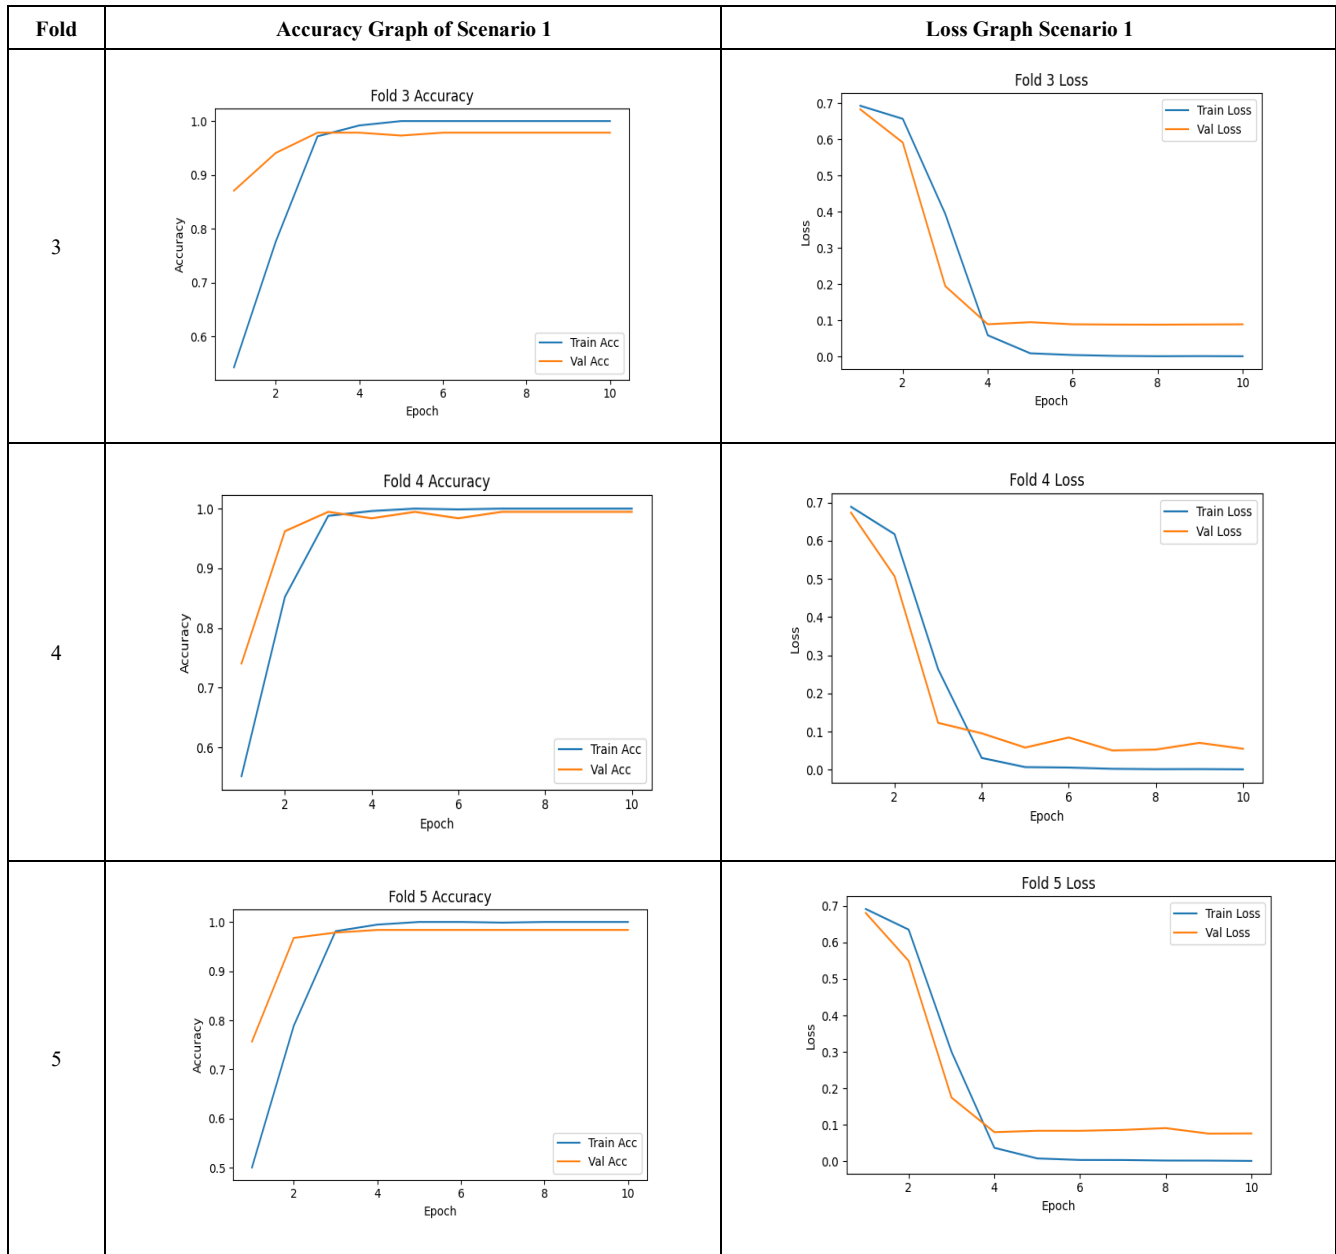 Fold Accuracy Graph of Scenario 1 Loss Graph Scenario 1
3
Fold 3 Accuracy
1.0
0.9
0.8
0.7
0.6
Accuracy
Train Acc
Val Acc
2 4 6 8 10
Epoch
Fold 3 Loss
0.7
0.6
0.5
0.4
0.3
0.2
0.1
0.0
Loss
Train Loss
Val Loss
2 4 6 8 10
Epoch
4
Fold 4 Accuracy
1.0
0.9
0.8
0.7
0.6
Accuracy
Train Acc
Val Acc
2 4 6 8 10
Epoch
Fold 4 Loss
0.7
0.6
0.5
0.4
0.3
0.2
0.1
0.0
Loss
Train Loss
Val Loss
2 4 6 8 10
Epoch
5
Fold 5 Accuracy
1.0
0.9
0.8
0.7
0.6
0.5
Accuracy
Train Acc
Val Acc
2 4 6 8 10
Epoch
Fold 5 Loss
0.7
0.6
0.5
0.4
0.3
0.2
0.1
0.0
Loss
Train Loss
Val Loss
2 4 6 8 10
Epoch